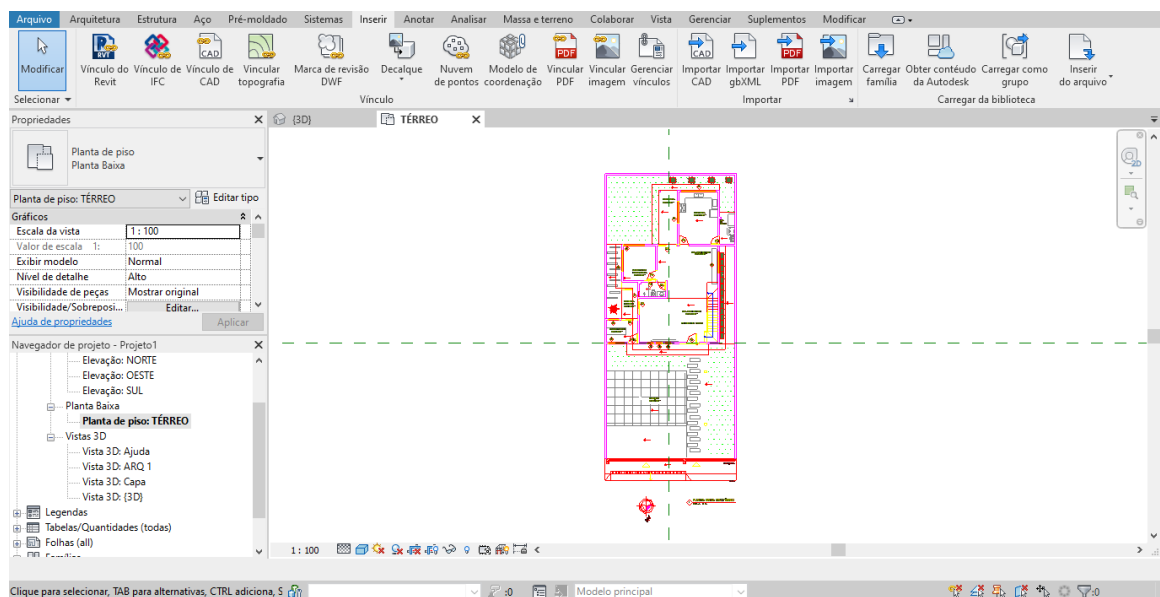 Arquivo Arquitetura Estrutura Aço Pré-moldado Sistemas Inserir Anotar Analisar Massa e terreno Colaborar Vista Gerenciar Suplementos Modificar
Modificar Vínculo do Revit Vínculo de IFC Vínculo de CAD Vincular topografia Marca de revisão DWF Decalque Nuvem de pontos Modelo de coordenação Vincular PDF Vincular imagem Gerenciar vínculos Importar CAD Importar gbXML Importar PDF Importar imagem Carregar família Obter conteúdo da Autodesk Carregar como grupo Inserir do arquivo
Selecionar Vínculo Importar Carregar da biblioteca
Propriedades X {3D} TÉRREO X
Planta de piso
Planta Baixa
Planta de piso: TÉRREO Editar tipo
Gráficos
Escala da vista 1 : 100
Valor de escala 1: 100
Exibir modelo Normal
Nível de detalhe Alto
Visibilidade de peças Mostrar original
Visibilidade/Sobreposi... Editar...
Ajuda de propriedades Aplicar
Navegador de projeto - Projeto1 X
Elevação: NORTE
Elevação: OESTE
Elevação: SUL
Planta Baixa
Planta de piso: TÉRREO
Vistas 3D
Vista 3D: Ajuda
Vista 3D: ARQ 1
Vista 3D: Capa
Vista 3D: {3D}
Legendas
Tabelas/Quantidades (todas)
Folhas (all)
1 : 100
Clique para selecionar, TAB para alternativas, CTRL adiciona, S :0 Modelo principal :0